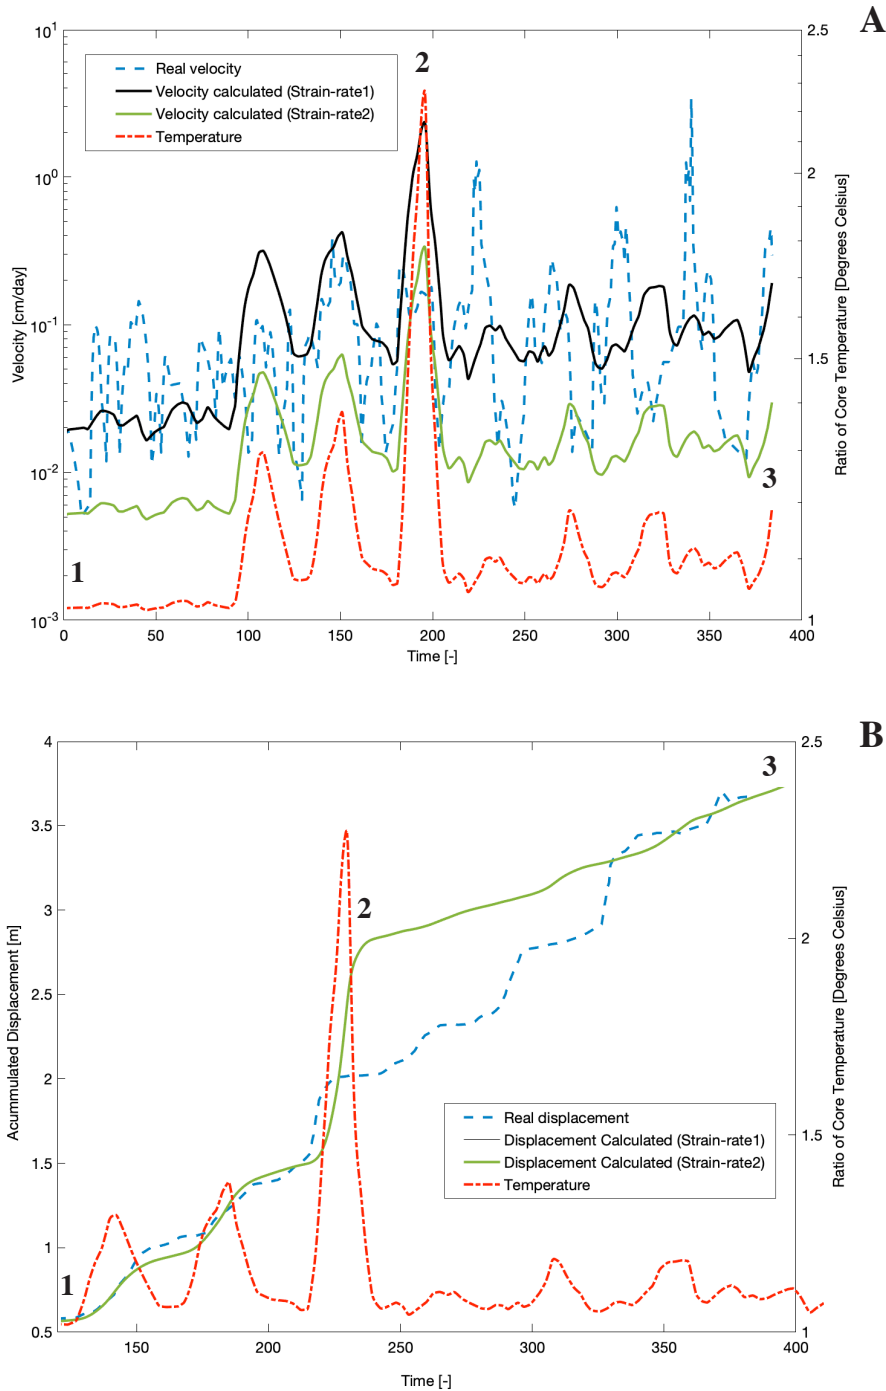 A
10^1
10^0
10^-1
10^-2
10^-3
Velocity [cm/day]
Real velocity
Velocity calculated (Strain-rate1)
Velocity calculated (Strain-rate2)
Temperature
1
2
3
2.5
2
1.5
1
Ratio of Core Temperature [Degrees Celsius]
0 50 100 150 200 250 300 350 400
Time [-]
B
4
3.5
3
2.5
2
1.5
1
0.5
Acummulated Displacement [m]
1
2
3
Real displacement
Displacement Calculated (Strain-rate1)
Displacement Calculated (Strain-rate2)
Temperature
2.5
2
1.5
1
Ratio of Core Temperature [Degrees Celsius]
150 200 250 300 350 400
Time [-]